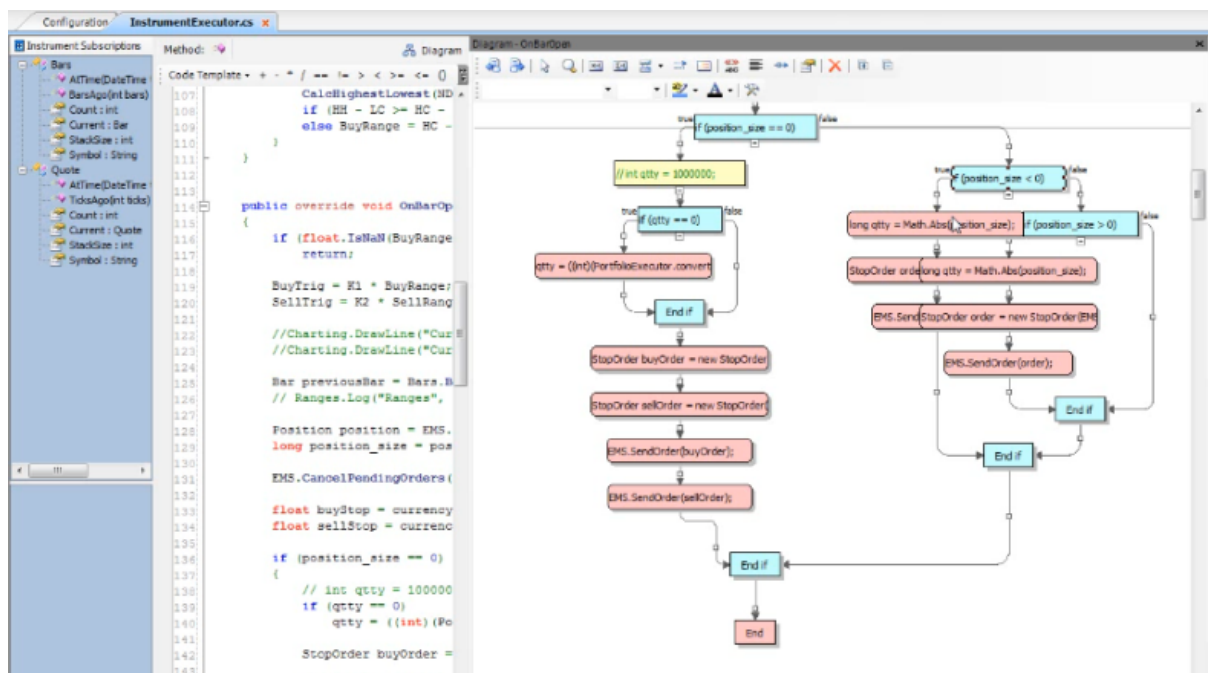 Configuration
InstrumentExecutor.cs x
Instrument Subscriptions
Bars
AtTime(DateTime
BarsAgo(int bars)
Count : int
Current : Bar
StackSize : int
Symbol : String
Quote
AtTime(DateTime
TicksAgo(int ticks)
Count : int
Current : Quote
StackSize : int
Symbol : String
Method:
Diagram
Code Template + - * / == != > < >= <= ()
107 CalcHighestLowest(ND
108 if (HH - LC >= HC -
109 else BuyRange = HC -
110 }
111 }
112
113
114 public override void OnBarOp
115 {
116 if (float.IsNaN(BuyRange
117 return;
118
119 BuyTrig = K1 * BuyRange;
120 SellTrig = K2 * SellRang
121
122 //Charting.DrawLine("Cur
123 //Charting.DrawLine("Cur
124
125 Bar previousBar = Bars.B
126 // Ranges.Log("Ranges",
127
128 Position position = EMS.
129 long position_size = pos
130
131 EMS.CancelPendingOrders(
132
133 float buyStop = currency
134 float sellStop = currenc
135
136 if (position_size == 0)
137 {
138 // int qtty = 100000
139 if (qtty == 0)
140 qtty = ((int)(Po
141
142 StopOrder buyOrder =
143
Diagram - OnBarOpen
true
if (position_size == 0)
false
// int qtty = 1000000;
true
if (qtty == 0)
false
qtty = ((int)(PortfolioExecutor.convert
End if
StopOrder buyOrder = new StopOrder
StopOrder sellOrder = new StopOrder(
EMS.SendOrder(buyOrder);
EMS.SendOrder(sellOrder);
true
if (position_size < 0)
false
long qtty = Math.Abs(position_size);
if (position_size > 0)
false
StopOrder orde
long qtty = Math.Abs(position_size);
EMS.Send
StopOrder order = new StopOrder(EMS
EMS.SendOrder(order);
End if
End if
End if
End